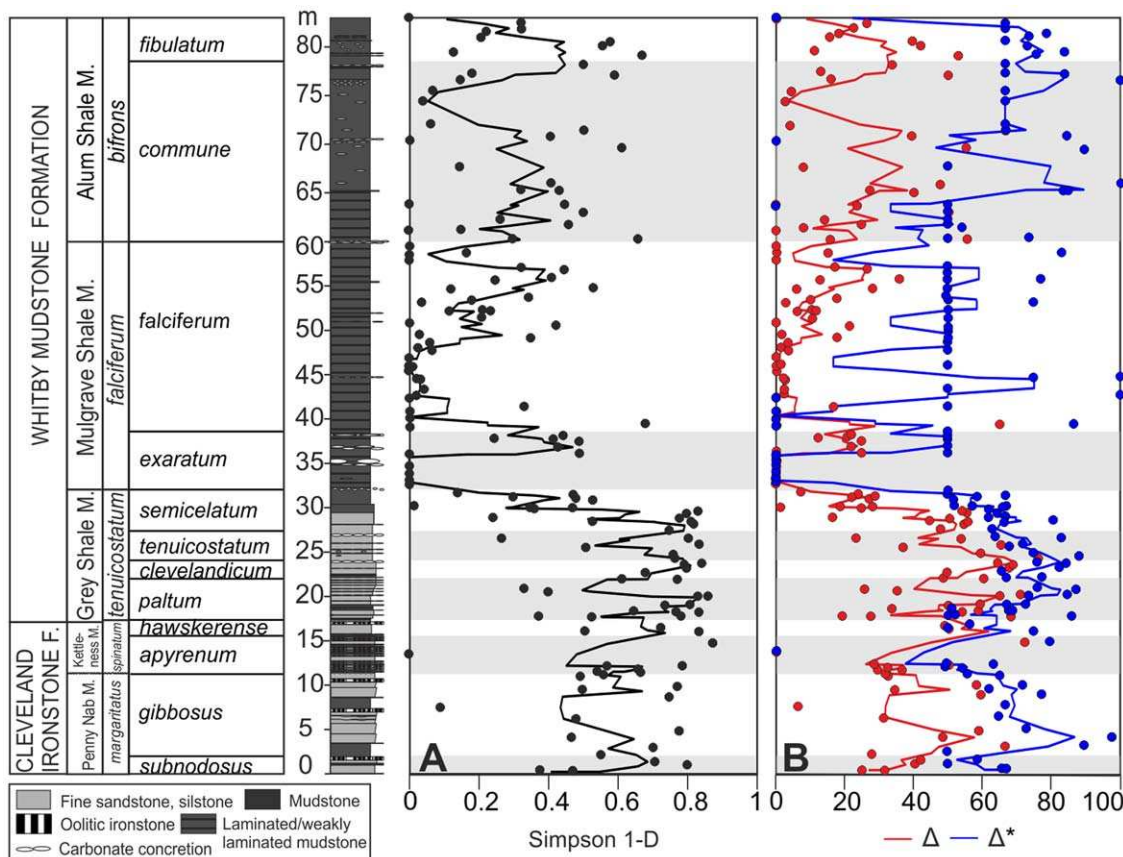 WHITBY MUDSTONE FORMATION
CLEVELAND IRONSTONE F.
Alum Shale M.
Mulgrave Shale M.
Grey Shale M.
Kettle-
ness M.
Penny Nab M.
bifrons
falciferum
tenuicostatum
spinatum
margaritatus
fibulatum
commune
falciferum
exaratum
semicelatum
tenuicostatum
clevelandicum
paltum
hawskerense
apyrenum
gibbosus
subnodosus
m
80
75
70
65
60
55
50
45
40
35
30
25
20
15
10
5
0
A
0 0.2 0.4 0.6 0.8 1
Simpson 1-D
B
0 20 40 60 80 100
Δ Δ*
Fine sandstone, silstone
Mudstone
Oolitic ironstone
Laminated/weakly
laminated mudstone
Carbonate concretion